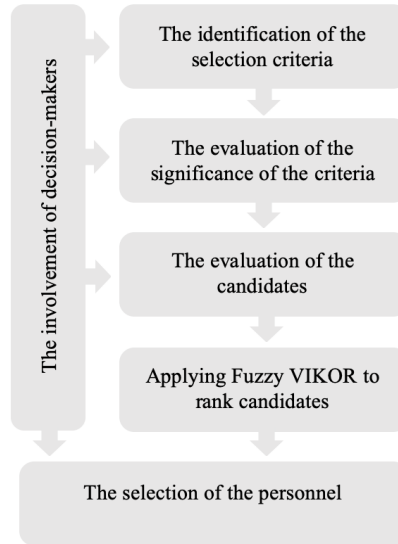 The involvement of decision-makers
The identification of the
selection criteria
The evaluation of the
significance of the criteria
The evaluation of the
candidates
Applying Fuzzy VIKOR to
rank candidates
The selection of the personnel